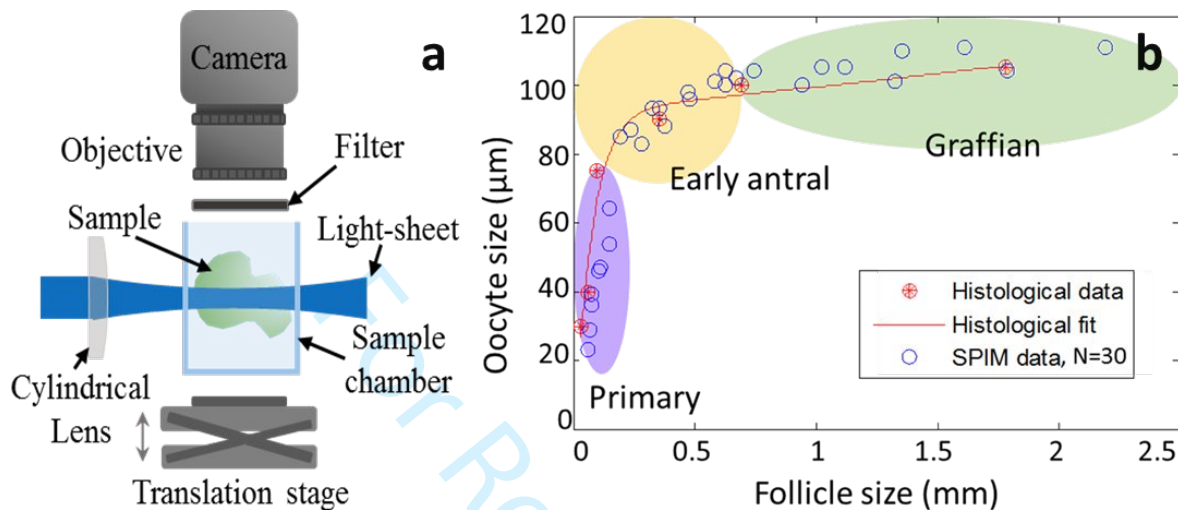 Camera
a
Objective
Filter
Sample
Light-sheet
Sample
chamber
Cylindrical
Lens
Translation stage
b
120
100
80
60
40
20
0
Oocyte size (µm)
Graffian
Early antral
Primary
Histological data
Histological fit
SPIM data, N=30
0
0.5
1
1.5
2
2.5
Follicle size (mm)
For Re